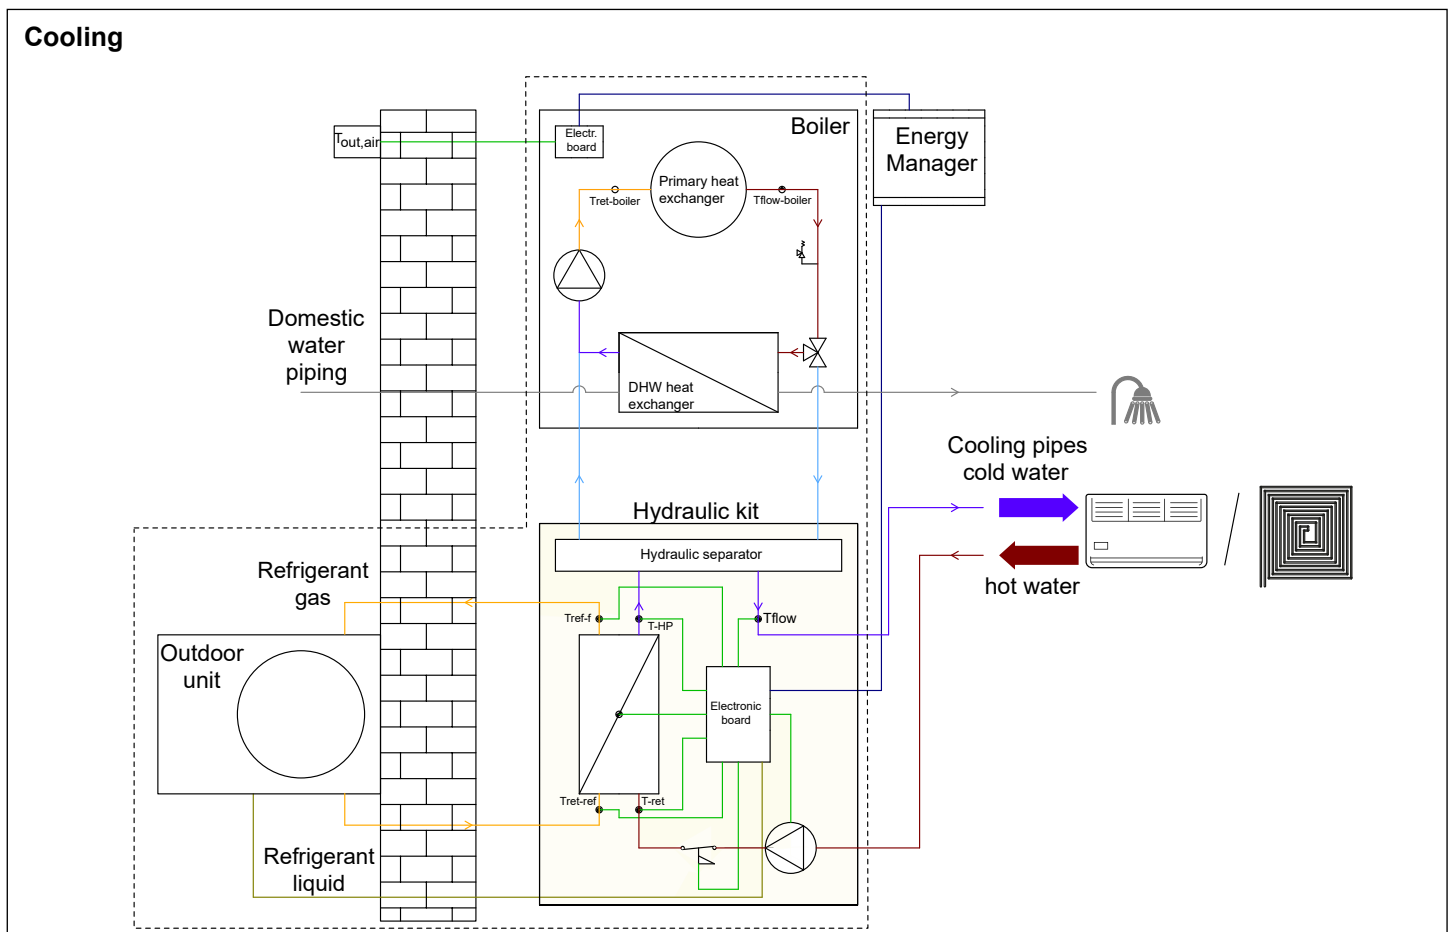 Cooling
Boiler
Electr.
board
Energy
Manager
Tout,air
Primary heat
exchanger
Tret-boiler
Tflow-boiler
Domestic
water
piping
DHW heat
exchanger
Cooling pipes
cold water
hot water
Hydraulic kit
Hydraulic separator
Refrigerant
gas
Tref-f
T-HP
Tflow
Outdoor
unit
Electronic
board
Tret-ref
T-ret
Refrigerant
liquid